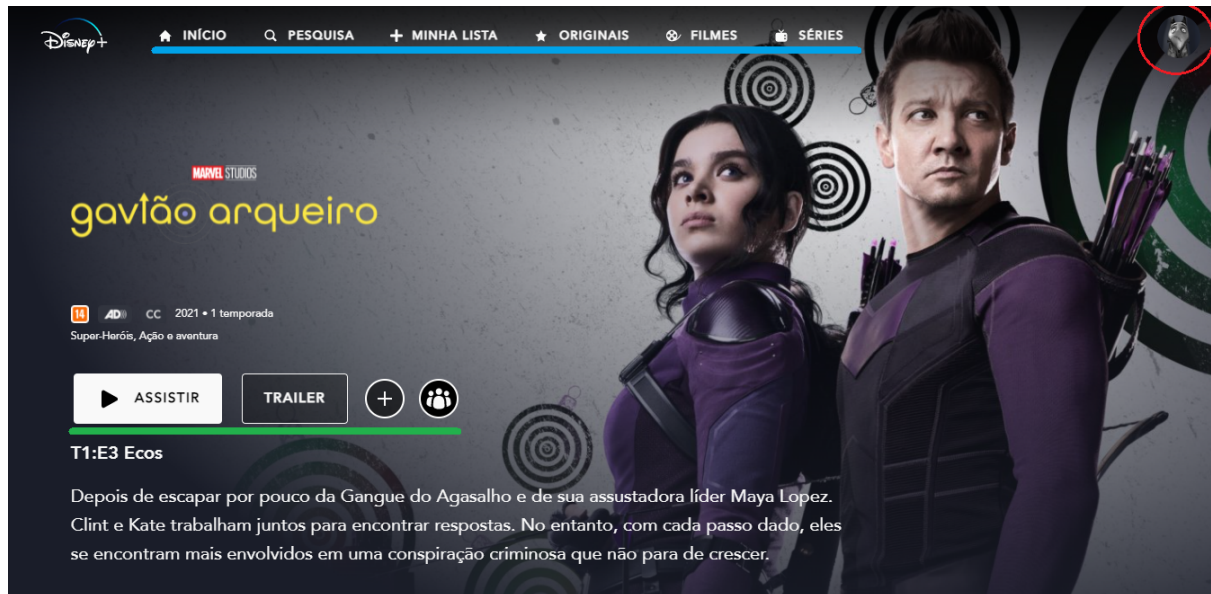 Disney+
INÍCIO PESQUISA MINHA LISTA ORIGINAIS FILMES SÉRIES
MARVEL STUDIOS
gavião arqueiro
14 AD CC 2021 • 1 temporada
Super-Heróis, Ação e aventura
ASSISTIR TRAILER
T1:E3 Ecos
Depois de escapar por pouco da Gangue do Agasalho e de sua assustadora líder Maya Lopez.
Clint e Kate trabalham juntos para encontrar respostas. No entanto, com cada passo dado, eles
se encontram mais envolvidos em uma conspiração criminosa que não para de crescer.